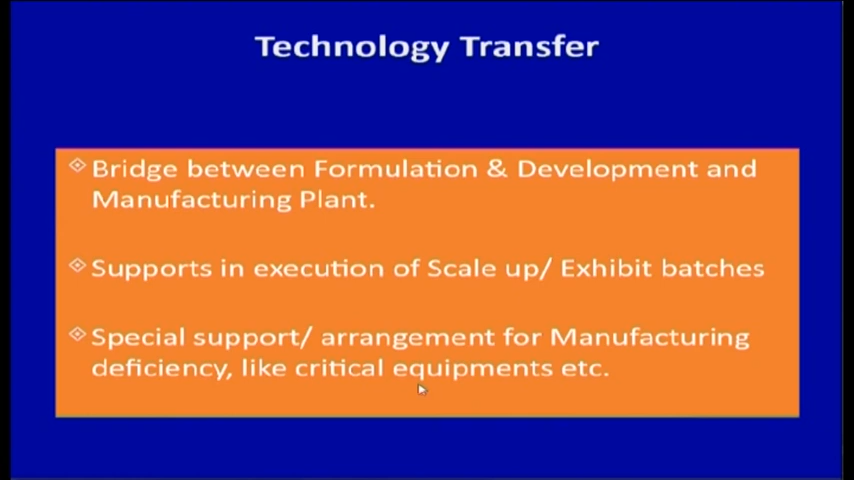 Technology Transfer
Bridge between Formulation & Development and
Manufacturing Plant.
Supports in execution of Scale up/ Exhibit batches
Special support/ arrangement for Manufacturing
deficiency, like critical equipments etc.